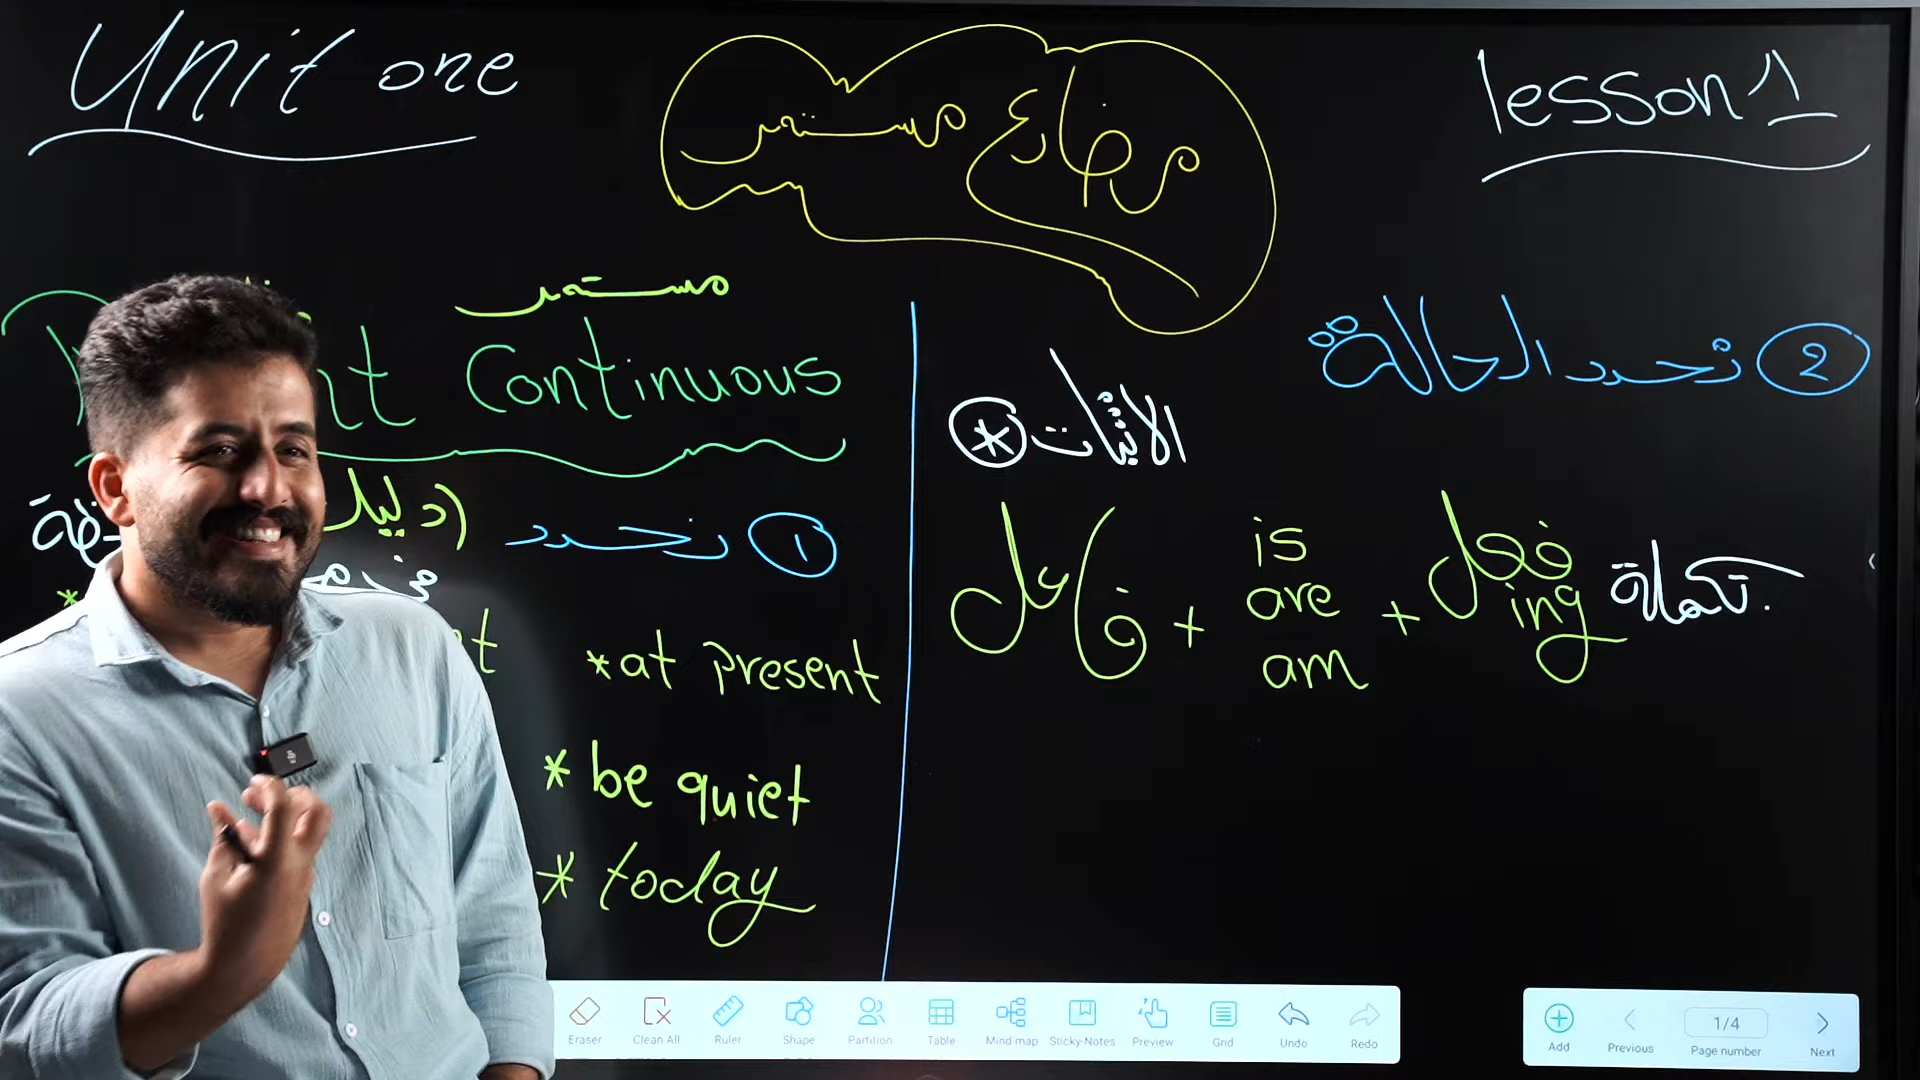 Unit one
مضارع مستمر
lesson 1
مستمر
Continuous
① نحدد (دليل
* at present
* be quiet
* today
② نحدد الحالة
⊛ الاثبات
فاعل + is are am + فعل ing تكملة.
Eraser
Clean All
Ruler
Shape
Partition
Table
Mind map
Sticky Notes
Preview
Grid
Undo
Redo
Add
Previous
1/4
Page number
Next